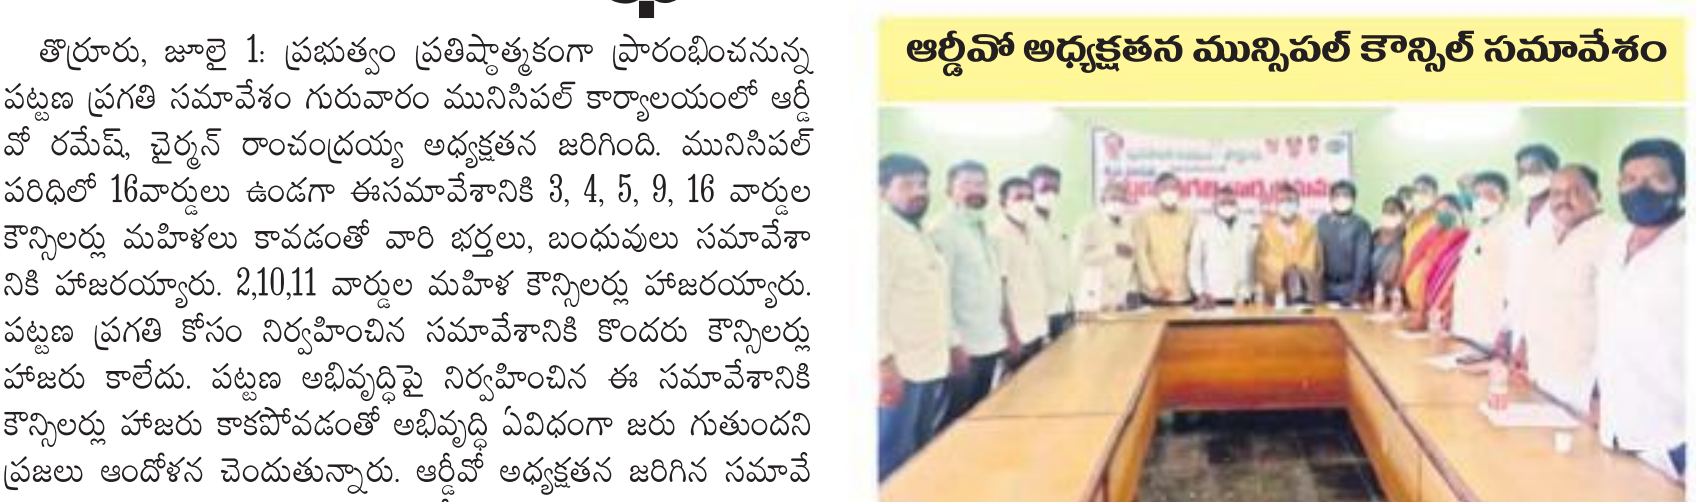 తొర్రూరు, జూలై 1: ప్రభుత్వం ప్రతిష్ఠాత్మకంగా ప్రారంభించనున్న
పట్టణ ప్రగతి సమావేశం గురువారం మునిసిపల్ కార్యాలయంలో ఆర్డీ
వో రమేష్, చైర్మన్ రాంచంద్రయ్య అధ్యక్షతన జరిగింది. మునిసిపల్
పరిధిలో 16వార్డులు ఉండగా ఈసమావేశానికి 3, 4, 5, 9, 16 వార్డుల
కౌన్సిలర్లు మహిళలు కావడంతో వారి భర్తలు, బంధువులు సమావేశా
నికి హాజరయ్యారు. 2,10,11 వార్డుల మహిళ కౌన్సిలర్లు హాజరయ్యారు.
పట్టణ ప్రగతి కోసం నిర్వహించిన సమావేశానికి కొందరు కౌన్సిలర్లు
హాజరు కాలేదు. పట్టణ అభివృద్ధిపై నిర్వహించిన ఈ సమావేశానికి
కౌన్సిలర్లు హాజరు కాకపోవడంతో అభివృద్ధి ఏవిధంగా జరు గుతుందని
ప్రజలు ఆందోళన చెందుతున్నారు. ఆర్డీవో అధ్యక్షతన జరిగిన సమావే
ఆర్డీవో అధ్యక్షతన మున్సిపల్ కౌన్సిల్ సమావేశం